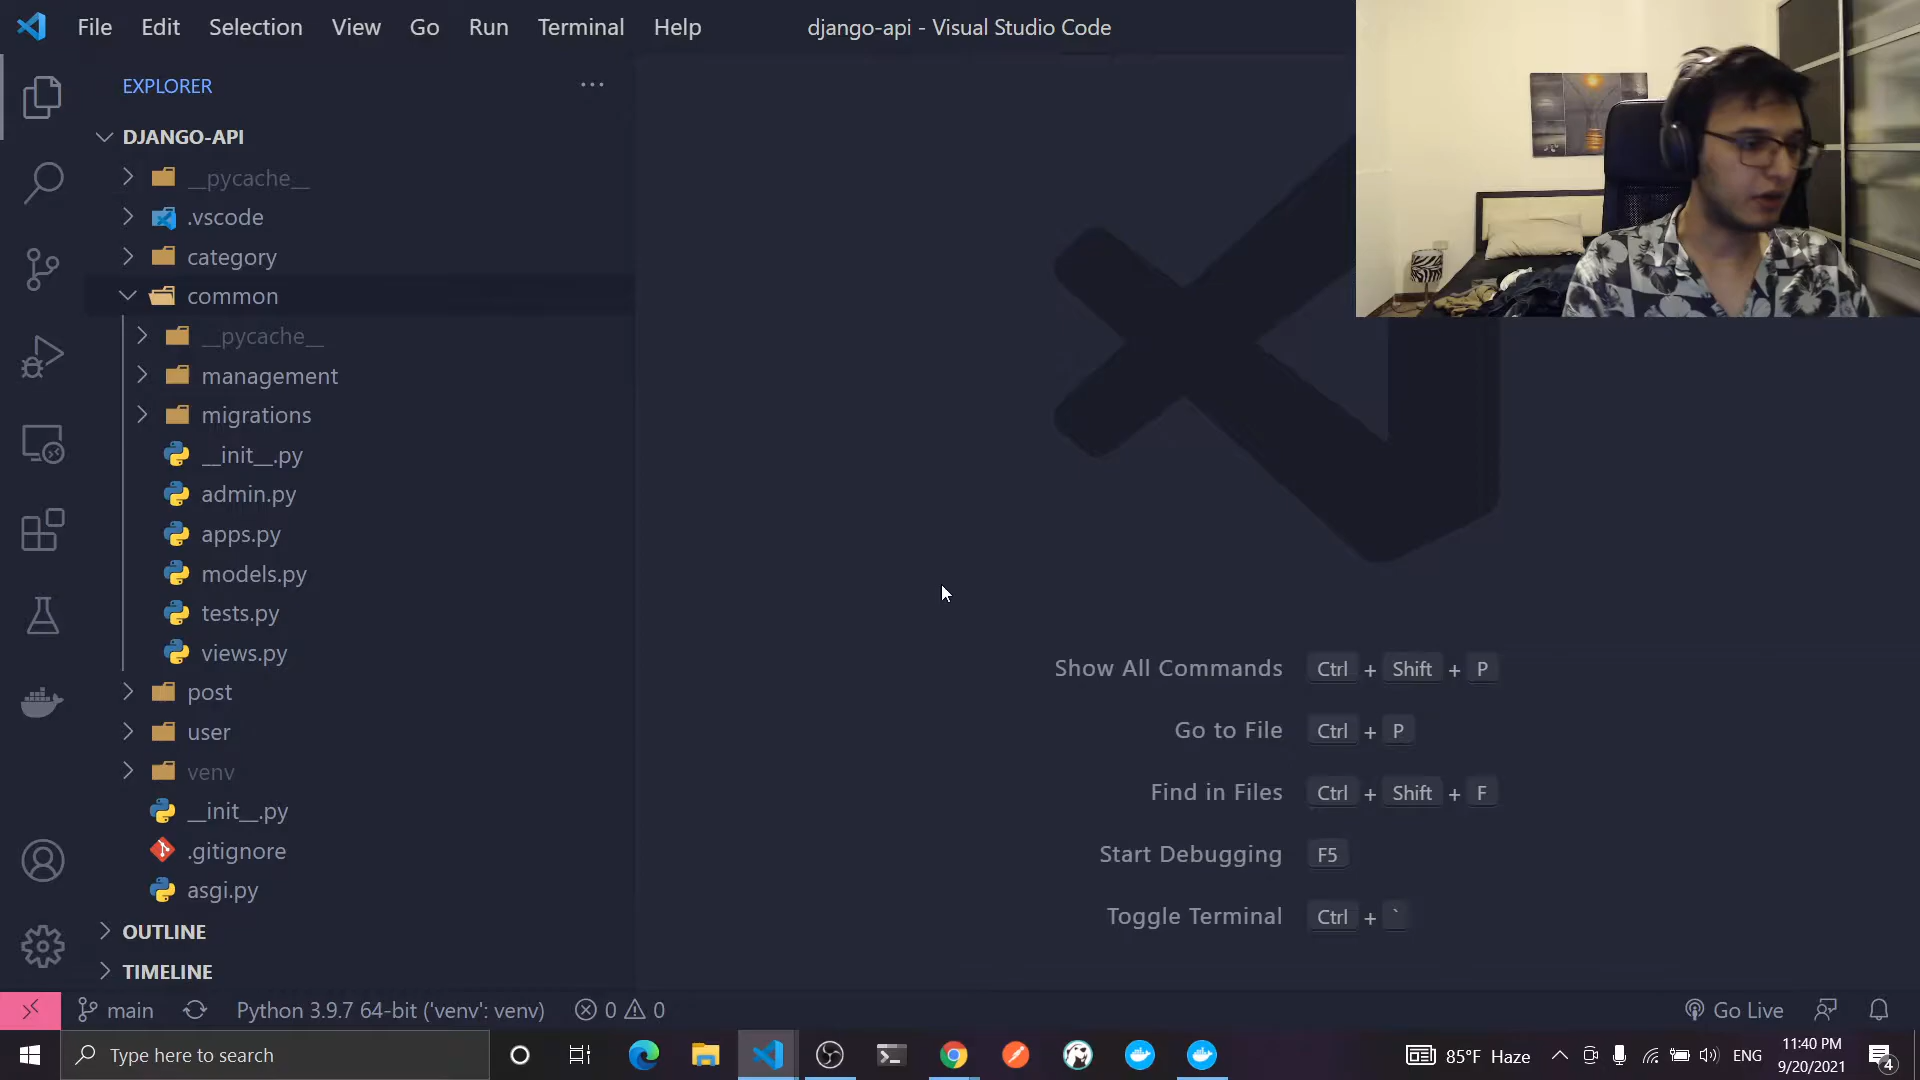 File Edit Selection View Go Run Terminal Help
django-api - Visual Studio Code
EXPLORER
DJANGO-API
__pycache__
.vscode
category
common
__pycache__
management
migrations
__init__.py
admin.py
apps.py
models.py
tests.py
views.py
post
user
venv
__init__.py
.gitignore
asgi.py
OUTLINE
TIMELINE
Show All Commands Ctrl + Shift + P
Go to File Ctrl + P
Find in Files Ctrl + Shift + F
Start Debugging F5
Toggle Terminal Ctrl + `
main Python 3.9.7 64-bit ('venv': venv) 0 0 Go Live
Type here to search
85°F Haze ENG
11:40 PM
9/20/2021
4